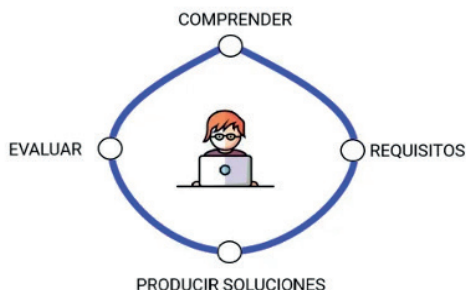 COMPRENDER
EVALUAR
REQUISITOS
PRODUCIR SOLUCIONES